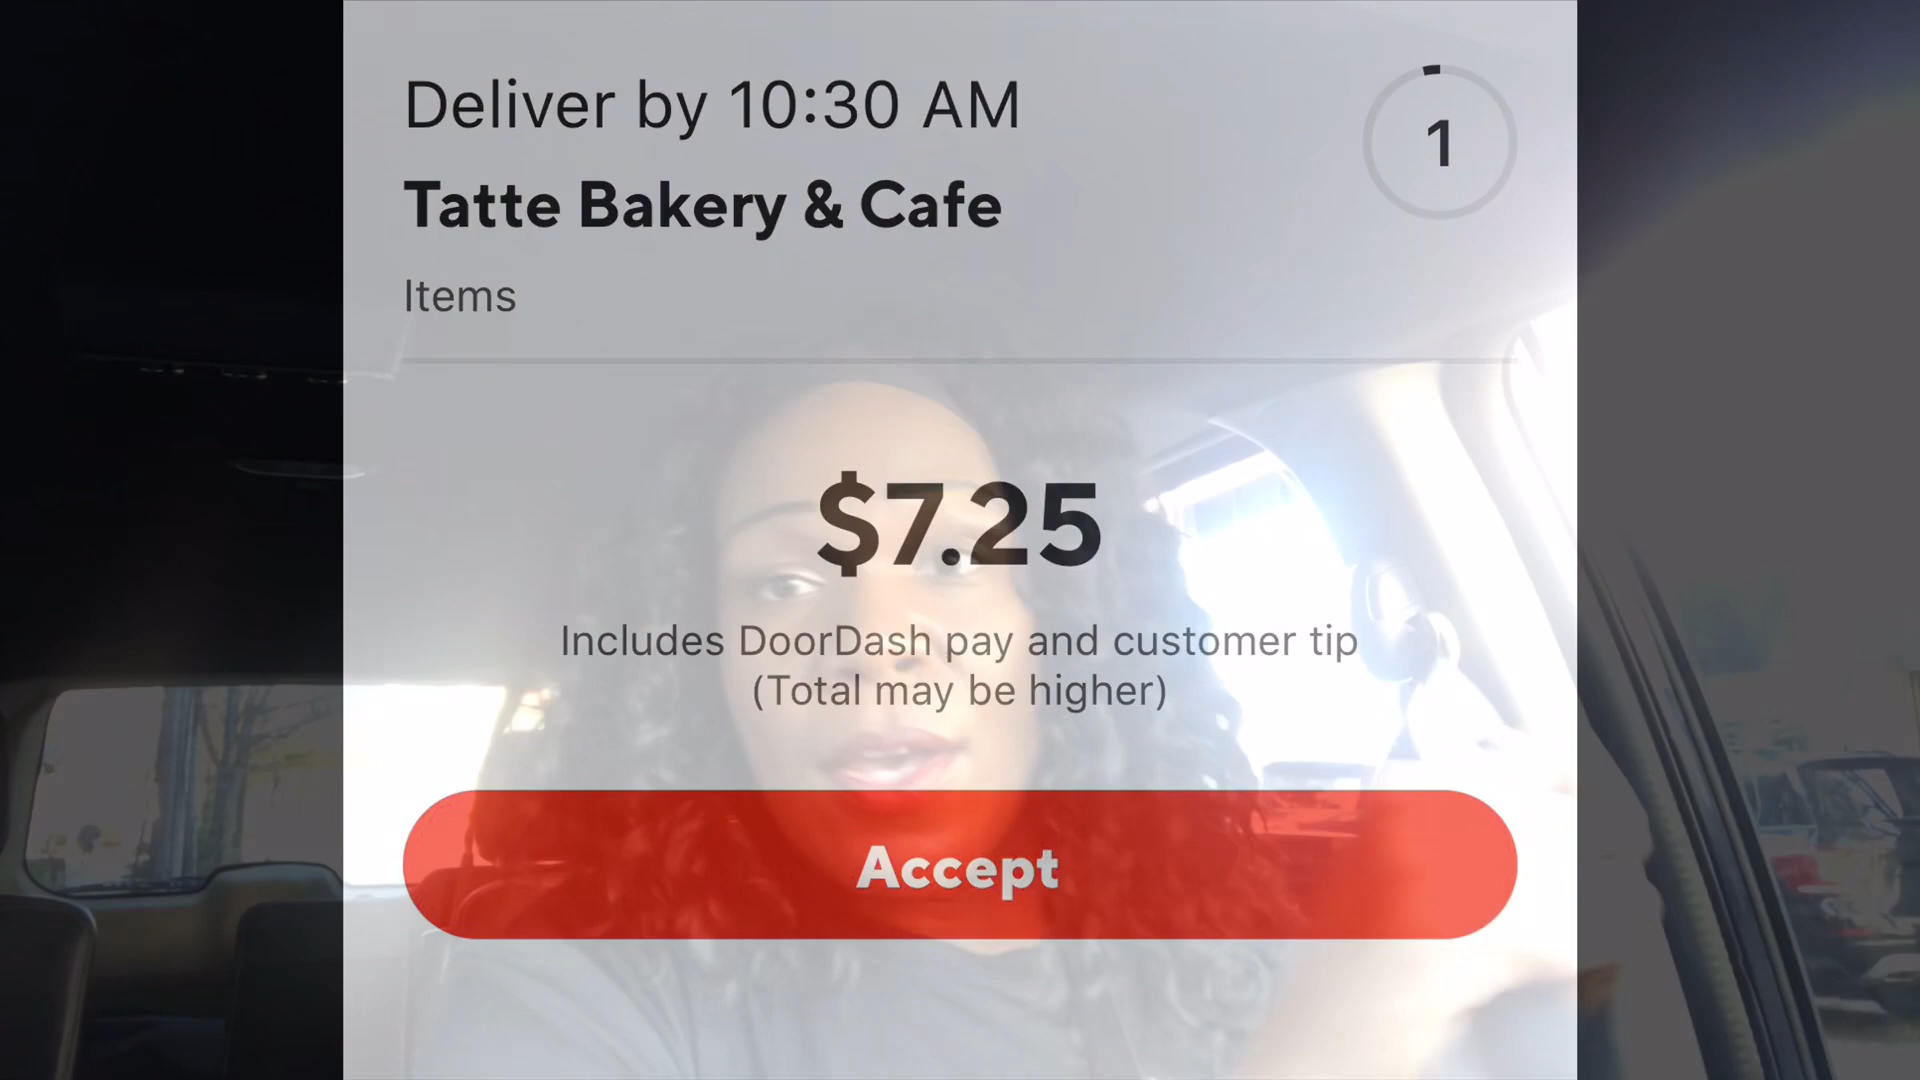 Deliver by 10:30 AM
1
Tatte Bakery & Cafe
Items
$7.25
Includes DoorDash pay and customer tip
(Total may be higher)
Accept